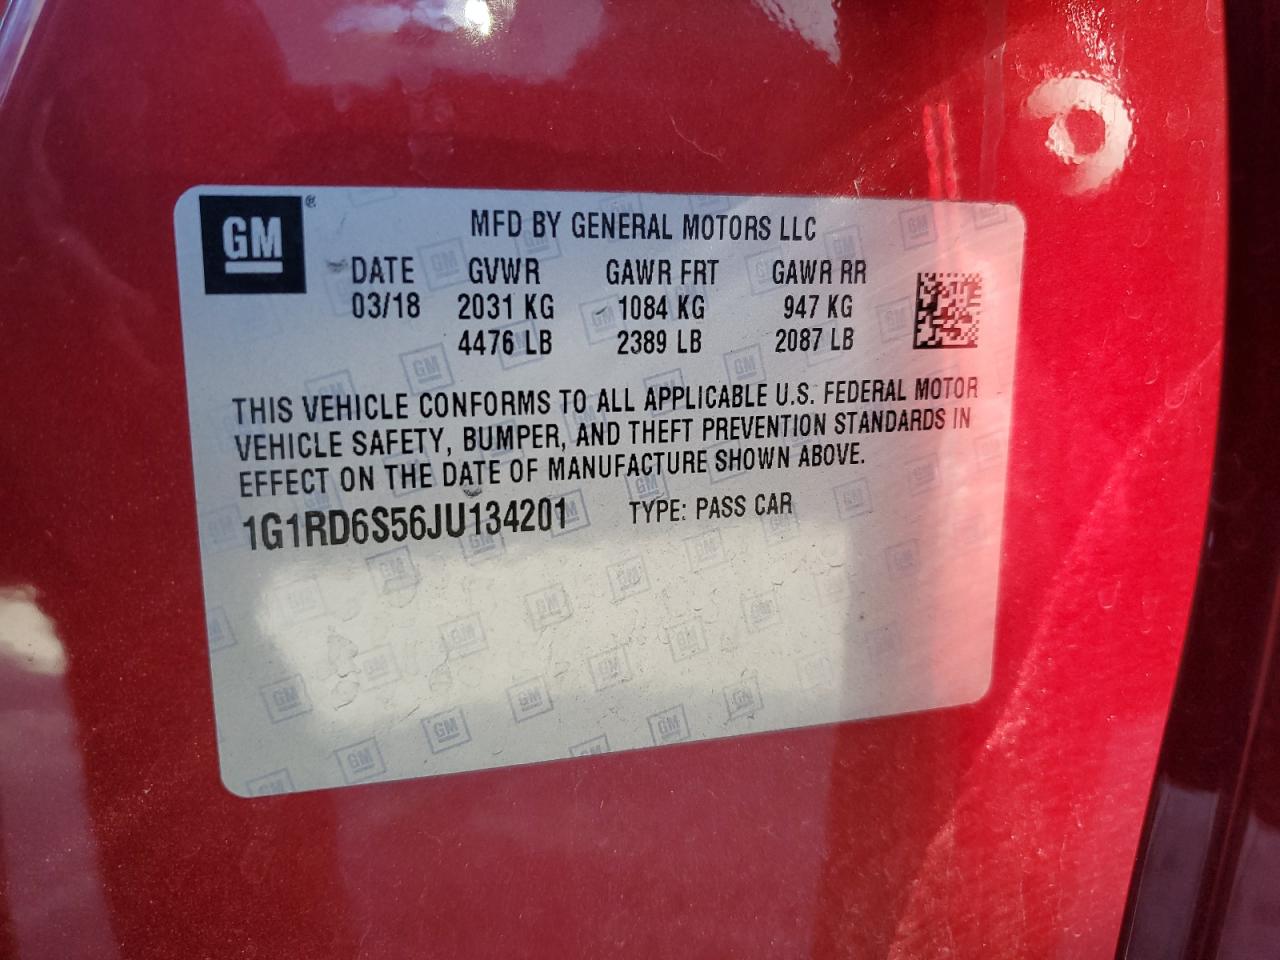 GM®
MFD BY GENERAL MOTORS LLC
DATE GVWR GAWR FRT GAWR RR
03/18 2031 KG 1084 KG 947 KG
4476 LB 2389 LB 2087 LB
THIS VEHICLE CONFORMS TO ALL APPLICABLE U.S. FEDERAL MOTOR
VEHICLE SAFETY, BUMPER, AND THEFT PREVENTION STANDARDS IN
EFFECT ON THE DATE OF MANUFACTURE SHOWN ABOVE.
1G1RD6S56JU134201 TYPE: PASS CAR